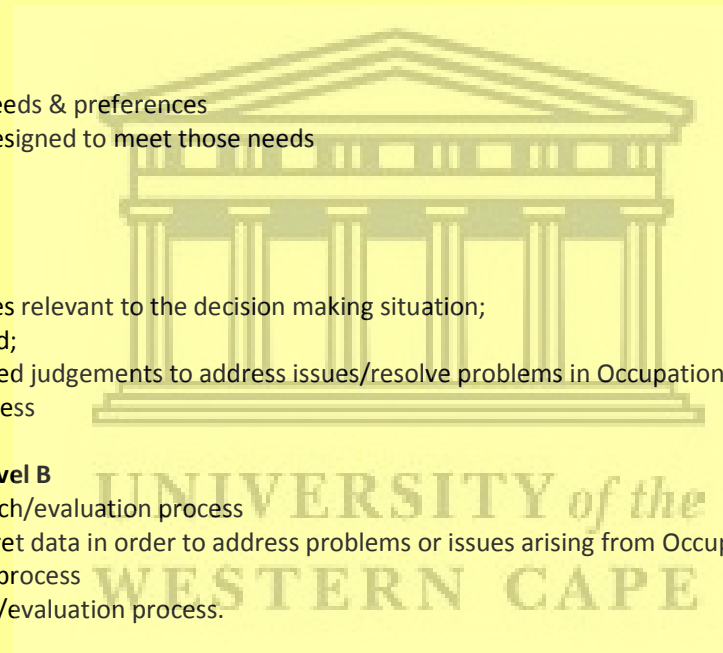 eeds & preferences
esigned to meet those needs
es relevant to the decision making situation;
d;
ed judgements to address issues/resolve problems in Occupation
ess
vel B
ch/evaluation process
ret data in order to address problems or issues arising from Occup
process
/evaluation process.
UNIVERSITY of the
WESTERN CAPE